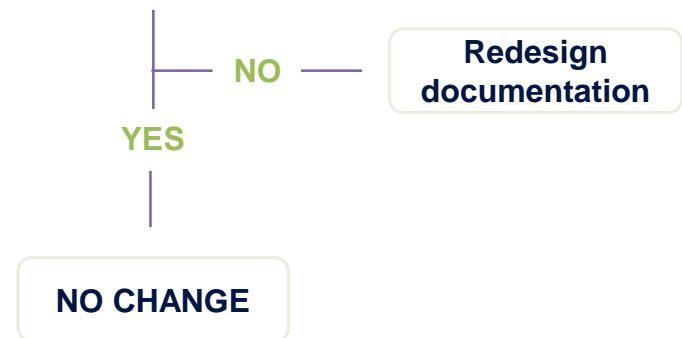 NO
Redesign
documentation
YES
NO CHANGE